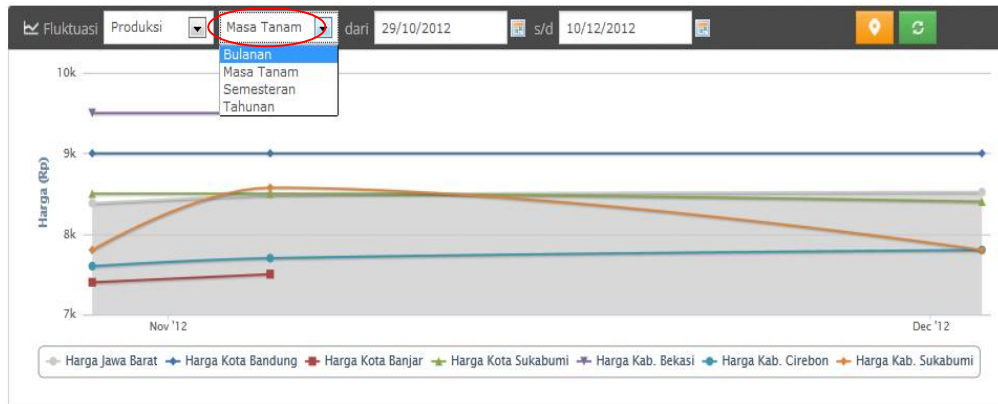 Fluktuasi Produksi Masa Tanam dari 29/10/2012 s/d 10/12/2012
Bulanan
Masa Tanam
Semesteran
Tahunan
10k
9k
8k
7k
Harga (Rp)
Nov '12 Dec '12
Harga Jawa Barat Harga Kota Bandung Harga Kota Banjar Harga Kota Sukabumi Harga Kab. Bekasi Harga Kab. Cirebon Harga Kab. Sukabumi